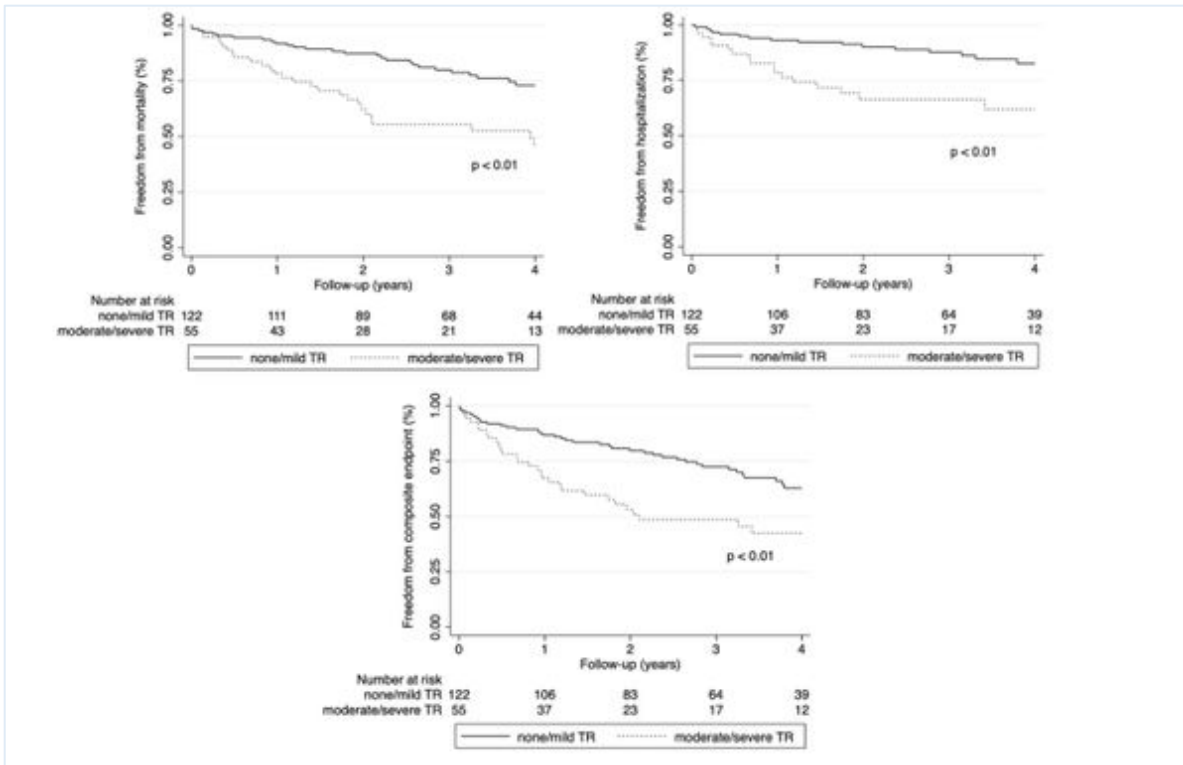 Freedom from mortality (%)
1.00
0.75
0.50
0.25
0.00
p < 0.01
0 1 2 3 4
Follow-up (years)
Number at risk
none/mild TR 122 111 89 68 44
moderate/severe TR 55 43 28 21 13
none/mild TR moderate/severe TR
Freedom from hospitalization (%)
1.00
0.75
0.50
0.25
0.00
p < 0.01
0 1 2 3 4
Follow-up (years)
Number at risk
none/mild TR 122 106 83 64 39
moderate/severe TR 55 37 23 17 12
none/mild TR moderate/severe TR
Freedom from composite endpoint (%)
1.00
0.75
0.50
0.25
0.00
p < 0.01
0 1 2 3 4
Follow-up (years)
Number at risk
none/mild TR 122 106 83 64 39
moderate/severe TR 55 37 23 17 12
none/mild TR moderate/severe TR